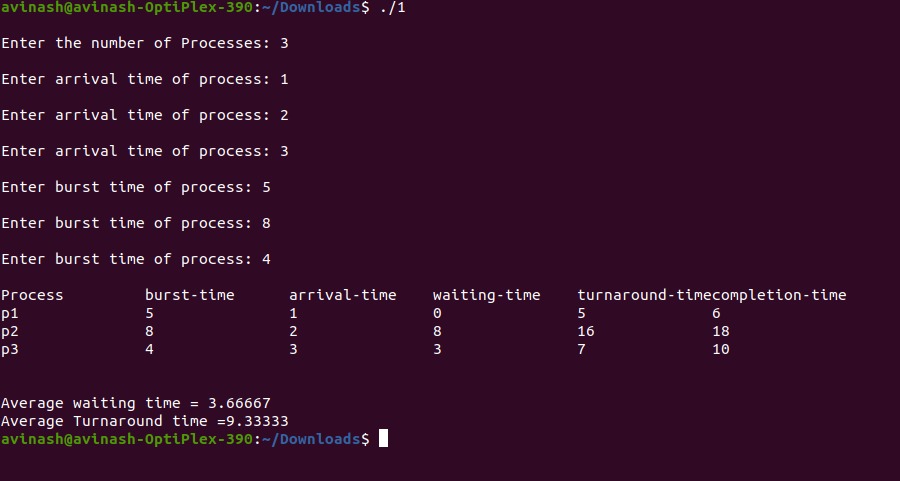 avinash@avinash-OptiPlex-390:~/Downloads$ ./1
Enter the number of Processes: 3
Enter arrival time of process: 1
Enter arrival time of process: 2
Enter arrival time of process: 3
Enter burst time of process: 5
Enter burst time of process: 8
Enter burst time of process: 4
Process burst-time arrival-time waiting-time turnaround-timecompletion-time
p1 5 1 0 5 6
p2 8 2 8 16 18
p3 4 3 3 7 10
Average waiting time = 3.66667
Average Turnaround time =9.33333
avinash@avinash-OptiPlex-390:~/Downloads$